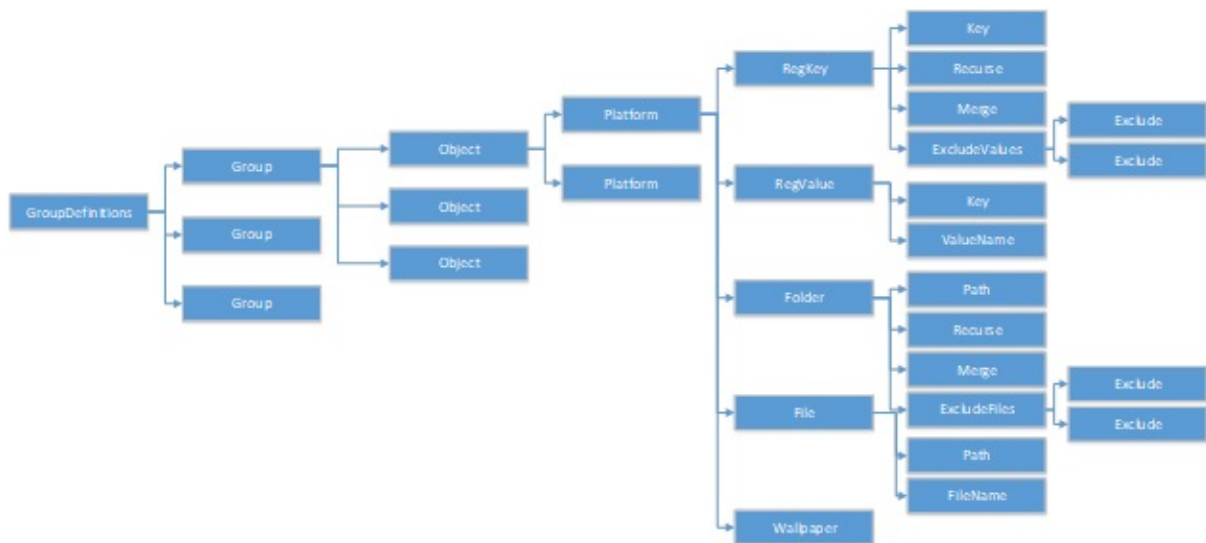 GroupDefinitions
Group
Group
Group
Object
Object
Object
Platform
Platform
RegKey
RegValue
Folder
File
Wallpaper
Key
Recurse
Merge
ExcludeValues
Key
ValueName
Path
Recurse
Merge
ExcludeFiles
Path
FileName
Exclude
Exclude
Exclude
Exclude